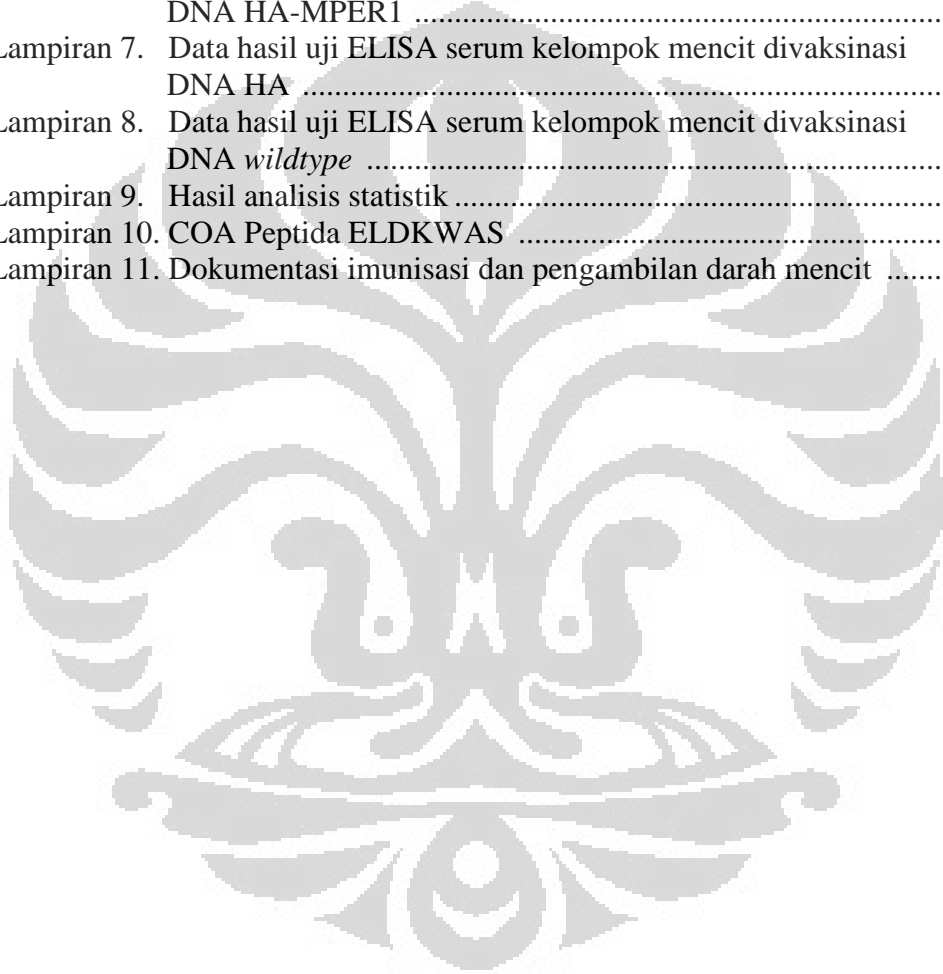 DNA HA-MPER1 ....................................................................
Lampiran 7. Data hasil uji ELISA serum kelompok mencit divaksinasi
DNA HA ................................................................................
Lampiran 8. Data hasil uji ELISA serum kelompok mencit divaksinasi
DNA wildtype ........................................................................
Lampiran 9. Hasil analisis statistik .............................................................
Lampiran 10. COA Peptida ELDKWAS .....................................................
Lampiran 11. Dokumentasi imunisasi dan pengambilan darah mencit .......